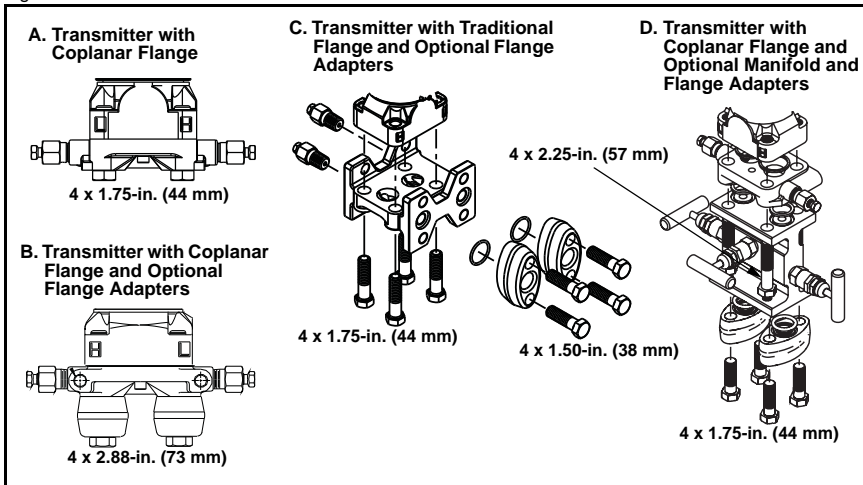 A. Transmitter with
Coplanar Flange
4 x 1.75-in. (44 mm)
B. Transmitter with Coplanar
Flange and Optional
Flange Adapters
4 x 2.88-in. (73 mm)
C. Transmitter with Traditional
Flange and Optional Flange
Adapters
4 x 1.75-in. (44 mm)
4 x 1.50-in. (38 mm)
D. Transmitter with
Coplanar Flange and
Optional Manifold and
Flange Adapters
4 x 2.25-in. (57 mm)
4 x 1.75-in. (44 mm)